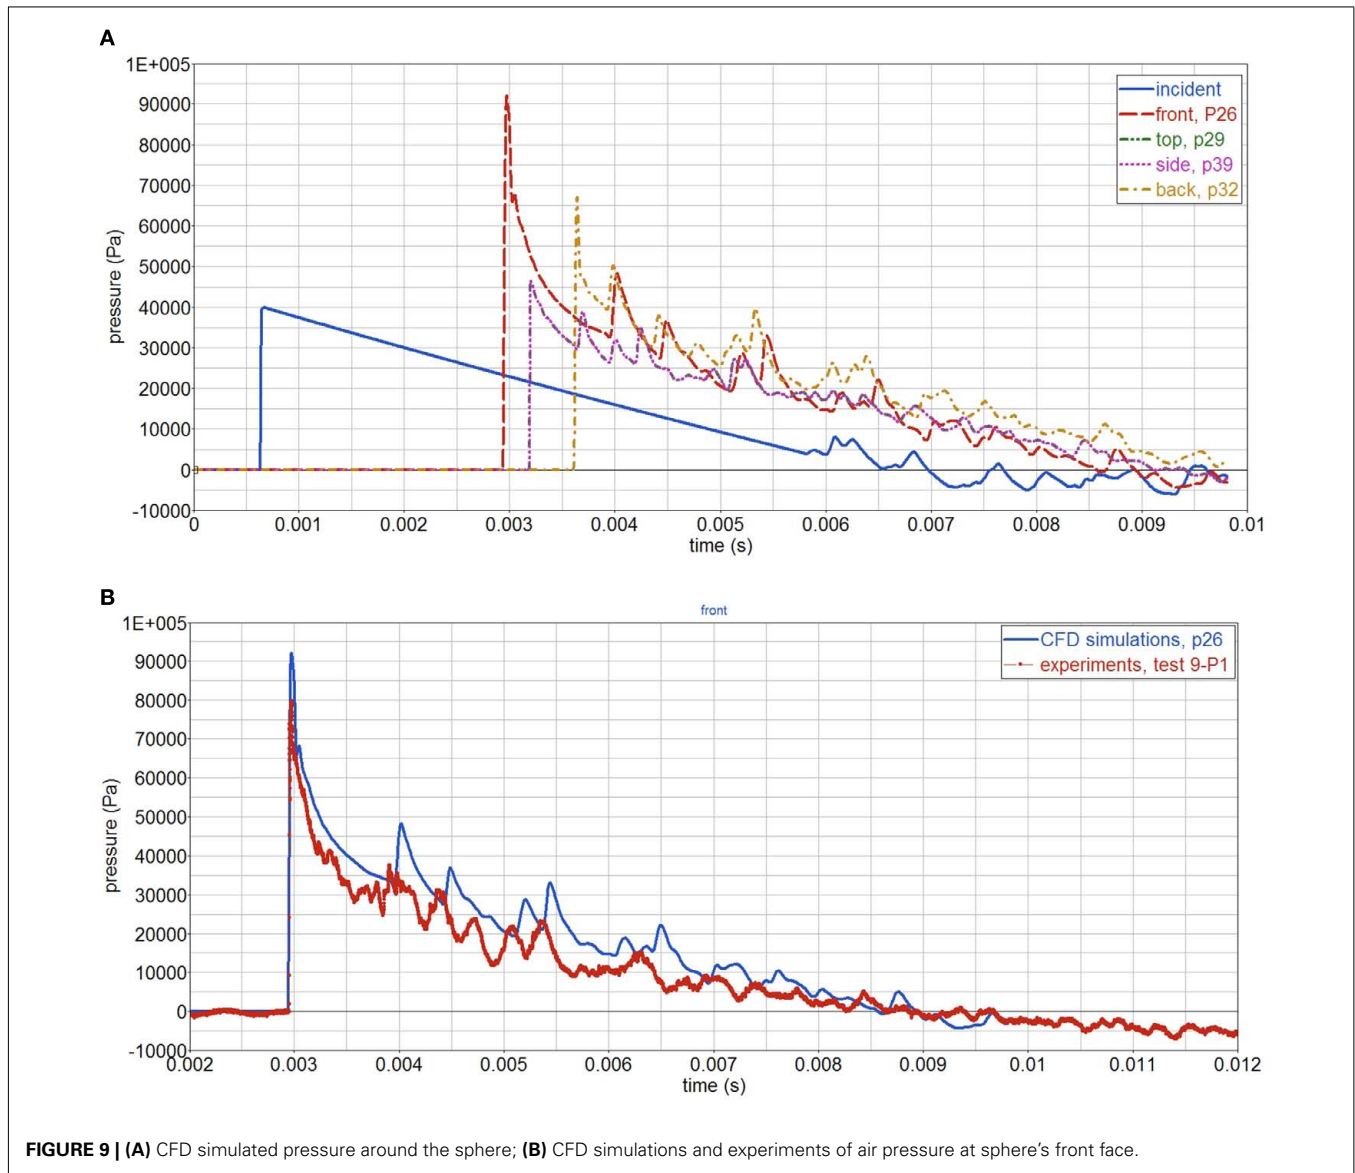 A
1E+005
90000
80000
70000
60000
50000
40000
30000
20000
10000
0
-10000
pressure (Pa)
incident
front, P26
top, p29
side, p39
back, p32
0 0.001 0.002 0.003 0.004 0.005 0.006 0.007 0.008 0.009 0.01
time (s)
B
front
1E+005
90000
80000
70000
60000
50000
40000
30000
20000
10000
0
-10000
pressure (Pa)
CFD simulations, p26
experiments, test 9-P1
0.002 0.003 0.004 0.005 0.006 0.007 0.008 0.009 0.01 0.011 0.012
time (s)
FIGURE 9 | (A) CFD simulated pressure around the sphere; (B) CFD simulations and experiments of air pressure at sphere's front face.